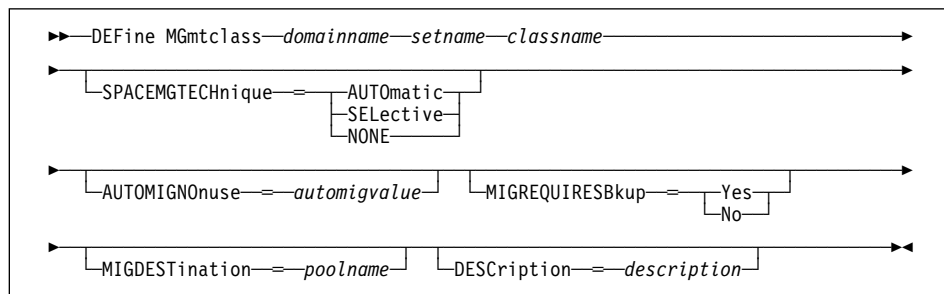 DEFine MGmtclass domainname setname classname
SPACEMGTECHnique = AUTOmatic
SELective
NONE
AUTOMIGNOnuse = automigvalue MIGREQUIRESBkup = Yes
No
MIGDESTination = poolname DESCription = description